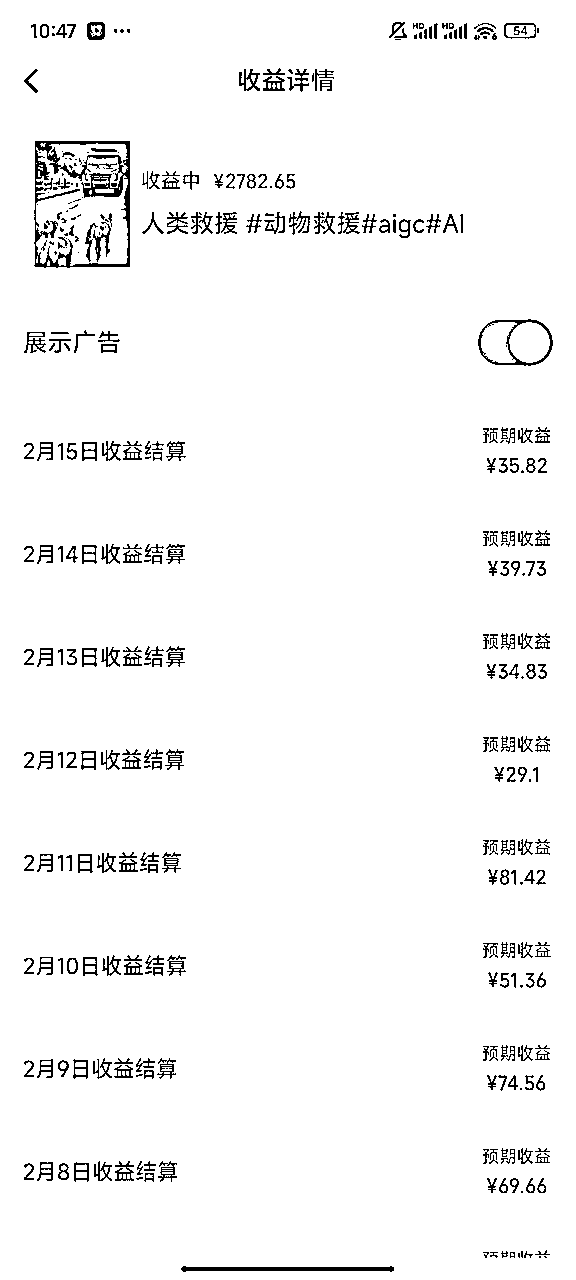 10:47 ... HD HD 54
收益详情
收益中 ¥2782.65
人类救援 #动物救援#aigc#AI
展示广告
2月15日收益结算
预期收益
¥35.82
2月14日收益结算
预期收益
¥39.73
2月13日收益结算
预期收益
¥34.83
2月12日收益结算
预期收益
¥29.1
2月11日收益结算
预期收益
¥81.42
2月10日收益结算
预期收益
¥51.36
2月9日收益结算
预期收益
¥74.56
2月8日收益结算
预期收益
¥69.66